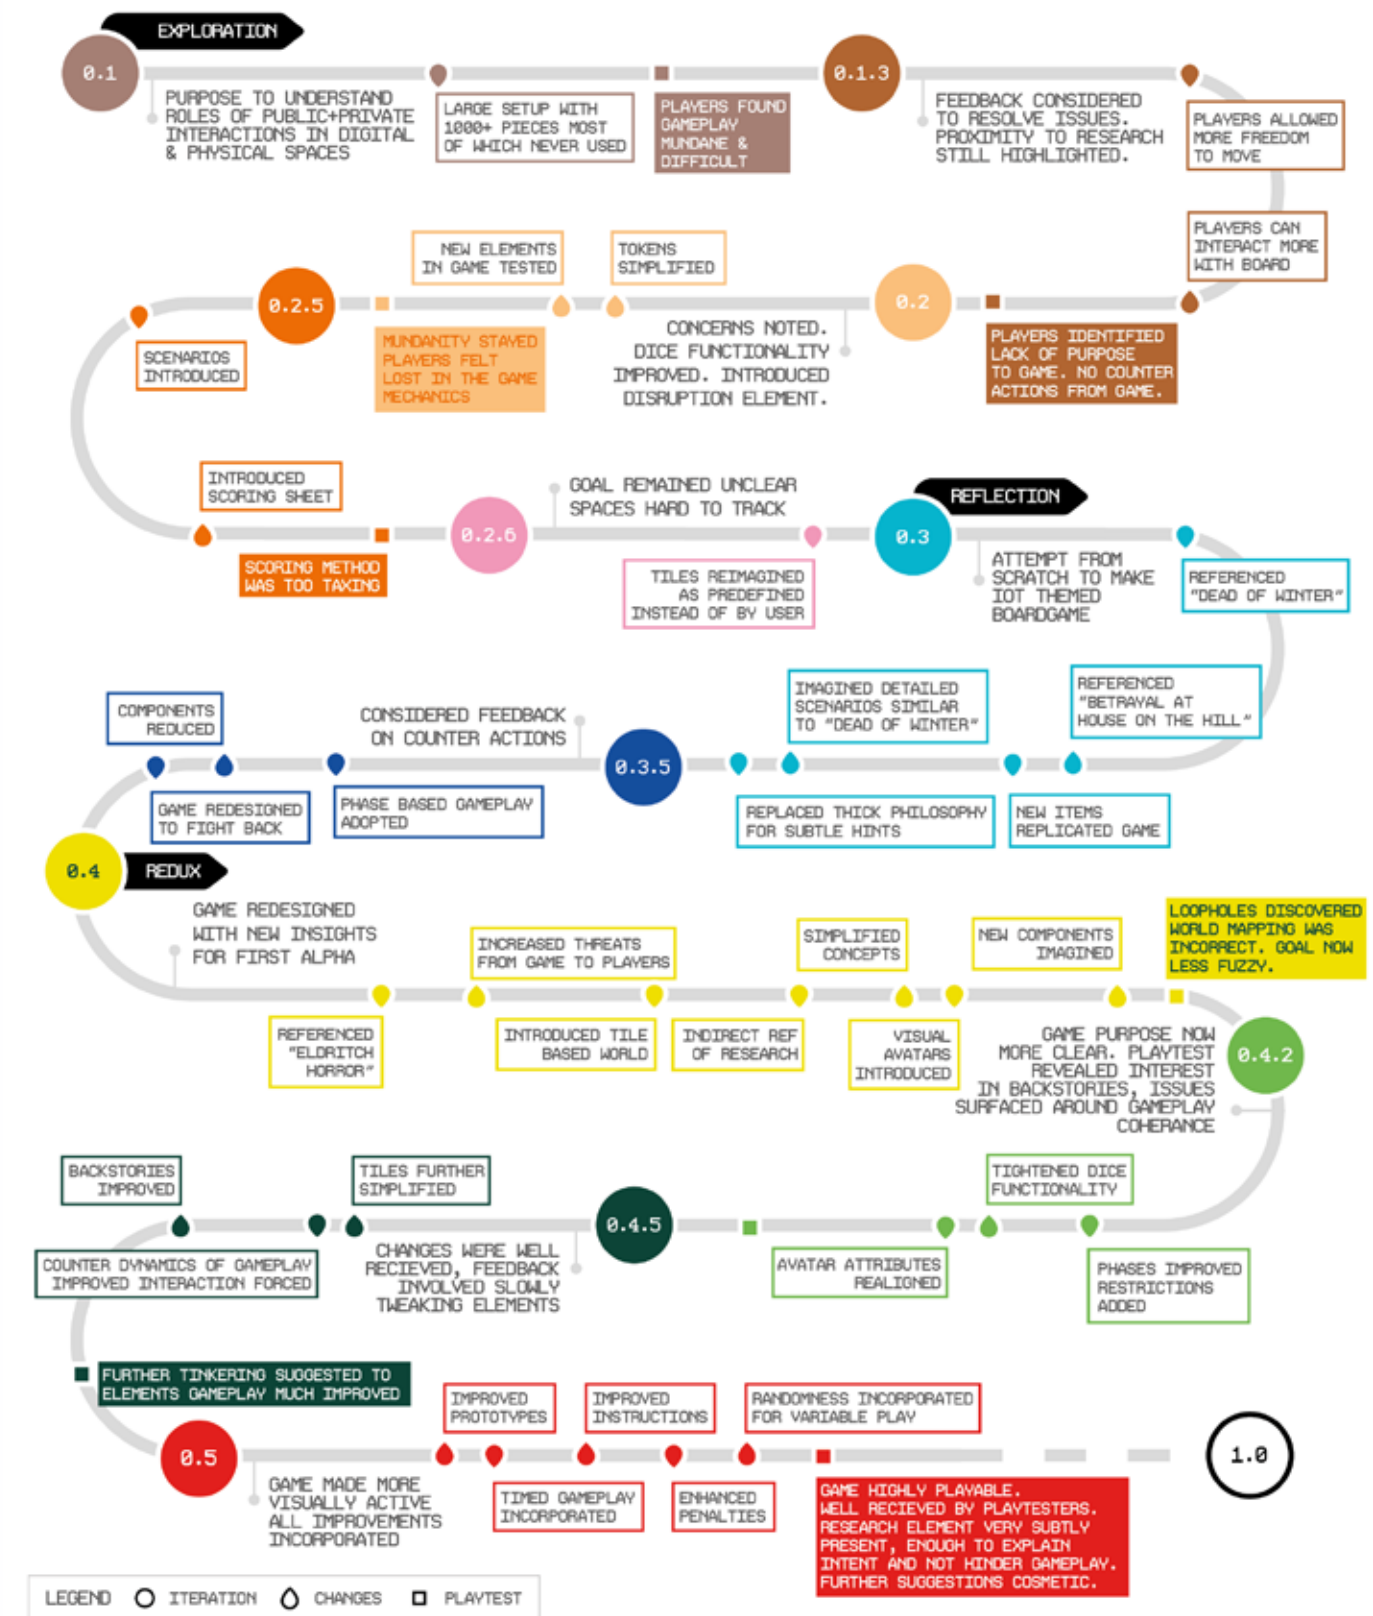 EXPLORATION
0.1
PURPOSE TO UNDERSTAND
ROLES OF PUBLIC+PRIVATE
INTERACTIONS IN DIGITAL
& PHYSICAL SPACES
LARGE SETUP WITH
1000+ PIECES MOST
OF WHICH NEVER USED
PLAYERS FOUND
GAMEPLAY
MUNDANE &
DIFFICULT
0.1.3
FEEDBACK CONSIDERED
TO RESOLVE ISSUES.
PROXIMITY TO RESEARCH
STILL HIGHLIGHTED.
PLAYERS ALLOWED
MORE FREEDOM
TO MOVE
PLAYERS CAN
INTERACT MORE
WITH BOARD
PLAYERS IDENTIFIED
LACK OF PURPOSE
TO GAME. NO COUNTER
ACTIONS FROM GAME.
0.2
CONCERNS NOTED.
DICE FUNCTIONALITY
IMPROVED. INTRODUCED
DISRUPTION ELEMENT.
TOKENS
SIMPLIFIED
NEW ELEMENTS
IN GAME TESTED
MUNDANITY STAYED
PLAYERS FELT
LOST IN THE GAME
MECHANICS
0.2.5
SCENARIOS
INTRODUCED
INTRODUCED
SCORING SHEET
SCORING METHOD
WAS TOO TAXING
0.2.6
GOAL REMAINED UNCLEAR
SPACES HARD TO TRACK
TILES REIMAGINED
AS PREDEFINED
INSTEAD OF BY USER
0.3
REFLECTION
ATTEMPT FROM
SCRATCH TO MAKE
IOT THEMED
BOARDGAME
REFERENCED
"DEAD OF WINTER"
REFERENCED
"BETRAYAL AT
HOUSE ON THE HILL"
NEW ITEMS
REPLICATED GAME
IMAGINED DETAILED
SCENARIOS SIMILAR
TO "DEAD OF WINTER"
REPLACED THICK PHILOSOPHY
FOR SUBTLE HINTS
0.3.5
CONSIDERED FEEDBACK
ON COUNTER ACTIONS
PHASE BASED GAMEPLAY
ADOPTED
COMPONENTS
REDUCED
GAME REDESIGNED
TO FIGHT BACK
0.4
REDUX
GAME REDESIGNED
WITH NEW INSIGHTS
FOR FIRST ALPHA
REFERENCED
"ELDRITCH
HORROR"
INCREASED THREATS
FROM GAME TO PLAYERS
INTRODUCED TILE
BASED WORLD
INDIRECT REF
OF RESEARCH
SIMPLIFIED
CONCEPTS
VISUAL
AVATARS
INTRODUCED
NEW COMPONENTS
IMAGINED
LOOPHOLES DISCOVERED
WORLD MAPPING WAS
INCORRECT. GOAL NOW
LESS FUZZY.
0.4.2
GAME PURPOSE NOW
MORE CLEAR. PLAYTEST
REVEALED INTEREST
IN BACKSTORIES, ISSUES
SURFACED AROUND GAMEPLAY
COHERANCE
PHASES IMPROVED
RESTRICTIONS
ADDED
TIGHTENED DICE
FUNCTIONALITY
AVATAR ATTRIBUTES
REALIGNED
0.4.5
CHANGES WERE WELL
RECIEVED, FEEDBACK
INVOLVED SLOWLY
TWEAKING ELEMENTS
TILES FURTHER
SIMPLIFIED
COUNTER DYNAMICS OF GAMEPLAY
IMPROVED INTERACTION FORCED
BACKSTORIES
IMPROVED
FURTHER TINKERING SUGGESTED TO
ELEMENTS GAMEPLAY MUCH IMPROVED
0.5
GAME MADE MORE
VISUALLY ACTIVE
ALL IMPROVEMENTS
INCORPORATED
IMPROVED
PROTOTYPES
TIMED GAMEPLAY
INCORPORATED
IMPROVED
INSTRUCTIONS
ENHANCED
PENALTIES
RANDOMNESS INCORPORATED
FOR VARIABLE PLAY
GAME HIGHLY PLAYABLE.
WELL RECIEVED BY PLAYTESTERS.
RESEARCH ELEMENT VERY SUBTLY
PRESENT, ENOUGH TO EXPLAIN
INTENT AND NOT HINDER GAMEPLAY.
FURTHER SUGGESTIONS COSMETIC.
1.0
LEGEND ITERATION CHANGES PLAYTEST